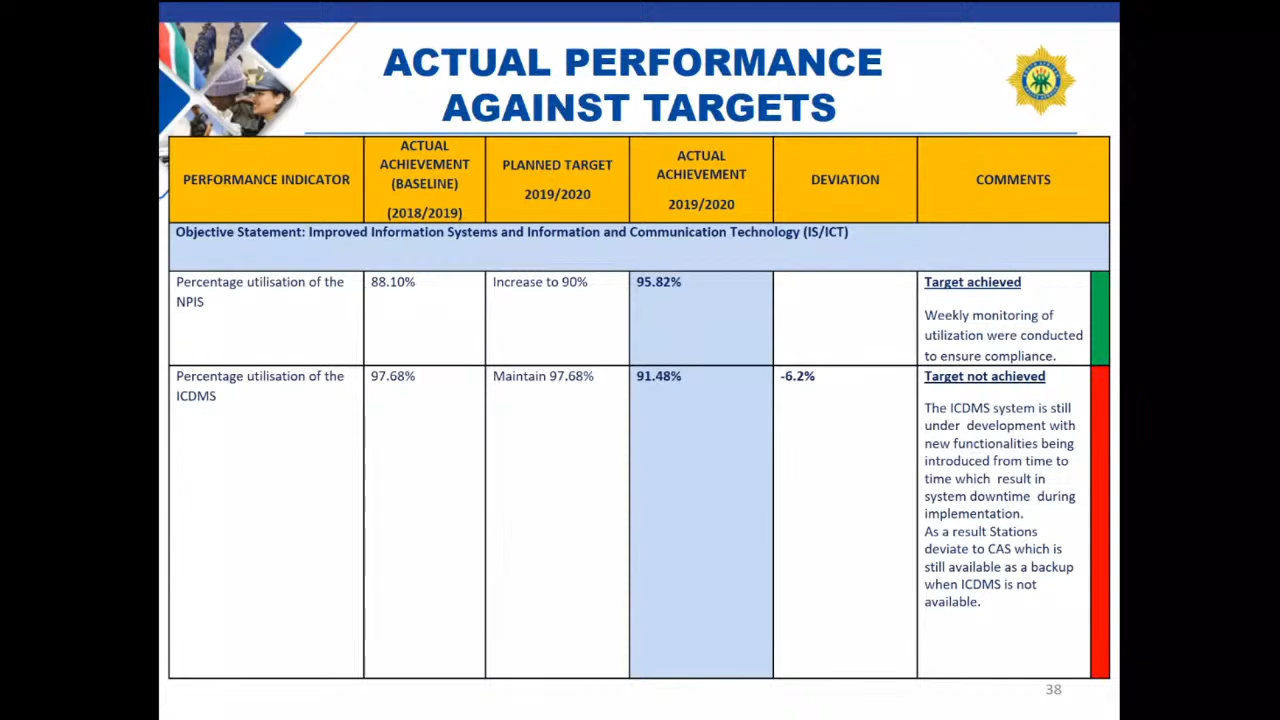 ACTUAL PERFORMANCE
AGAINST TARGETS
PERFORMANCE INDICATOR
ACTUAL
ACHIEVEMENT
(BASELINE)
(2018/2019)
PLANNED TARGET
2019/2020
ACTUAL
ACHIEVEMENT
2019/2020
DEVIATION
COMMENTS
Objective Statement: Improved Information Systems and Information and Communication Technology (IS/ICT)
Percentage utilisation of the
NPIS
88.10%
Increase to 90%
95.82%
Target achieved
Weekly monitoring of
utilization were conducted
to ensure compliance.
Percentage utilisation of the
ICDMS
97.68%
Maintain 97.68%
91.48%
-6.2%
Target not achieved
The ICDMS system is still
under development with
new functionalities being
introduced from time to
time which result in
system downtime during
implementation.
As a result Stations
deviate to CAS which is
still available as a backup
when ICDMS is not
available.
38